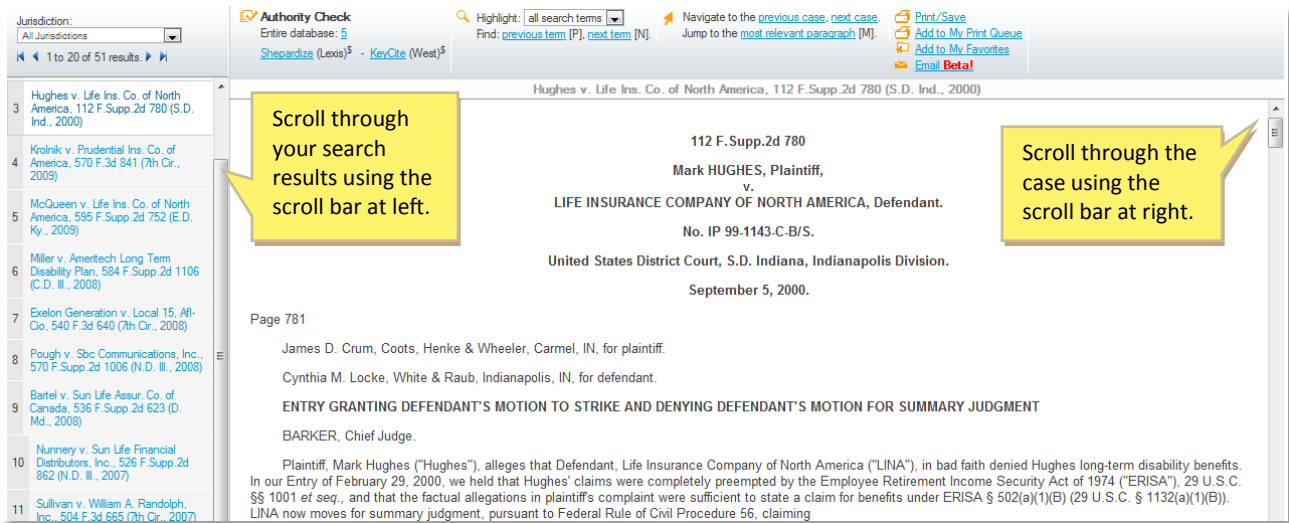 Jurisdiction:
All Jurisdictions
1 to 20 of 51 results.
Authority Check
Entire database: 5
Shepardize (Lexis)$ - KeyCite (West)$
Highlight: all search terms
Find: previous term [P], next term [N].
Navigate to the previous case, next case.
Jump to the most relevant paragraph [M].
Print/Save
Add to My Print Queue
Add to My Favorites
Email Beta!
3 Hughes v. Life Ins. Co. of North
America, 112 F.Supp.2d 780 (S.D.
Ind., 2000)
4 Krolnik v. Prudential Ins. Co. of
America, 570 F.3d 841 (7th Cir.,
2009)
5 McQueen v. Life Ins. Co. of North
America, 595 F.Supp.2d 752 (E.D.
Ky., 2009)
6 Miller v. Ameritech Long Term
Disability Plan, 584 F.Supp.2d 1106
(C.D. Ill., 2008)
7 Exelon Generation v. Local 15, Afl-
Cio, 540 F.3d 640 (7th Cir., 2008)
8 Pough v. Sbc Communications, Inc.,
570 F.Supp.2d 1006 (N.D. Ill., 2008)
9 Bartel v. Sun Life Assur. Co. of
Canada, 536 F.Supp.2d 623 (D.
Md., 2008)
10 Nunnery v. Sun Life Financial
Distributors, Inc., 526 F.Supp.2d
862 (N.D. Ill., 2007)
11 Sullivan v. William A. Randolph,
Inc., 504 F.3d 665 (7th Cir., 2007)
Scroll through
your search
results using the
scroll bar at left.
Hughes v. Life Ins. Co. of North America, 112 F.Supp.2d 780 (S.D. Ind., 2000)
112 F.Supp.2d 780
Mark HUGHES, Plaintiff,
v.
LIFE INSURANCE COMPANY OF NORTH AMERICA, Defendant.
No. IP 99-1143-C-B/S.
United States District Court, S.D. Indiana, Indianapolis Division.
September 5, 2000.
Scroll through the
case using the
scroll bar at right.
Page 781
James D. Crum, Coots, Henke & Wheeler, Carmel, IN, for plaintiff.
Cynthia M. Locke, White & Raub, Indianapolis, IN, for defendant.
ENTRY GRANTING DEFENDANT'S MOTION TO STRIKE AND DENYING DEFENDANT'S MOTION FOR SUMMARY JUDGMENT
BARKER, Chief Judge.
Plaintiff, Mark Hughes ("Hughes"), alleges that Defendant, Life Insurance Company of North America ("LINA"), in bad faith denied Hughes long-term disability benefits.
In our Entry of February 29, 2000, we held that Hughes' claims were completely preempted by the Employee Retirement Income Security Act of 1974 ("ERISA"), 29 U.S.C.
§§ 1001 et seq., and that the factual allegations in plaintiff's complaint were sufficient to state a claim for benefits under ERISA § 502(a)(1)(B) (29 U.S.C. § 1132(a)(1)(B)).
LINA now moves for summary judgment, pursuant to Federal Rule of Civil Procedure 56, claiming